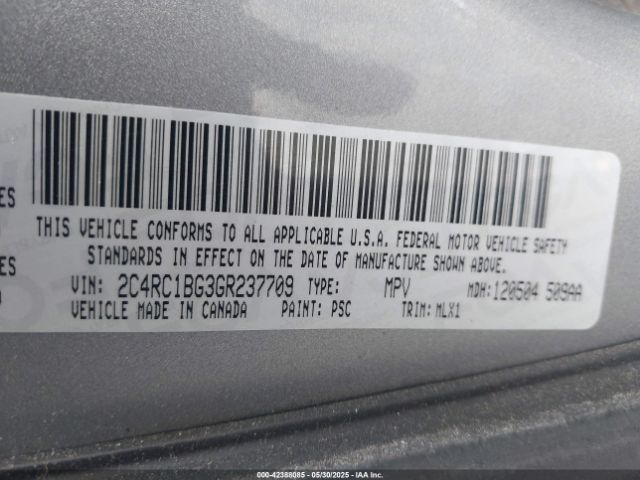 ES
THIS VEHICLE CONFORMS TO ALL APPLICABLE U.S.A. FEDERAL MOTOR VEHICLE SAFETY
STANDARDS IN EFFECT ON THE DATE OF MANUFACTURE SHOWN ABOVE.
ES
VIN: 2C4RC1BG3GR237709 TYPE: MPV MDH: 120504 509AA
VEHICLE MADE IN CANADA PAINT: PSC TRIM: MLX1
000-42388085 / 05/30/2025 / IAA Inc.